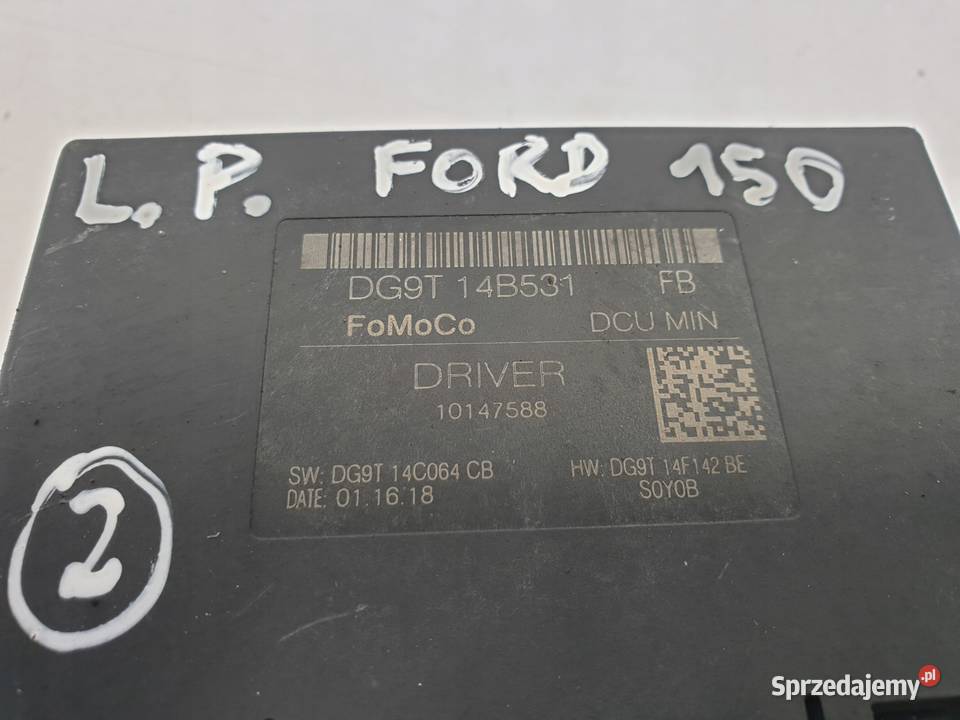 L.P. FORD 150
DG9T 14B531 FB
FoMoCo DCU MIN
DRIVER
10147588
SW: DG9T 14C064 CB HW: DG9T 14F142 BE
DATE: 01.16.18 S0Y0B
2
Sprzedajemy.pl